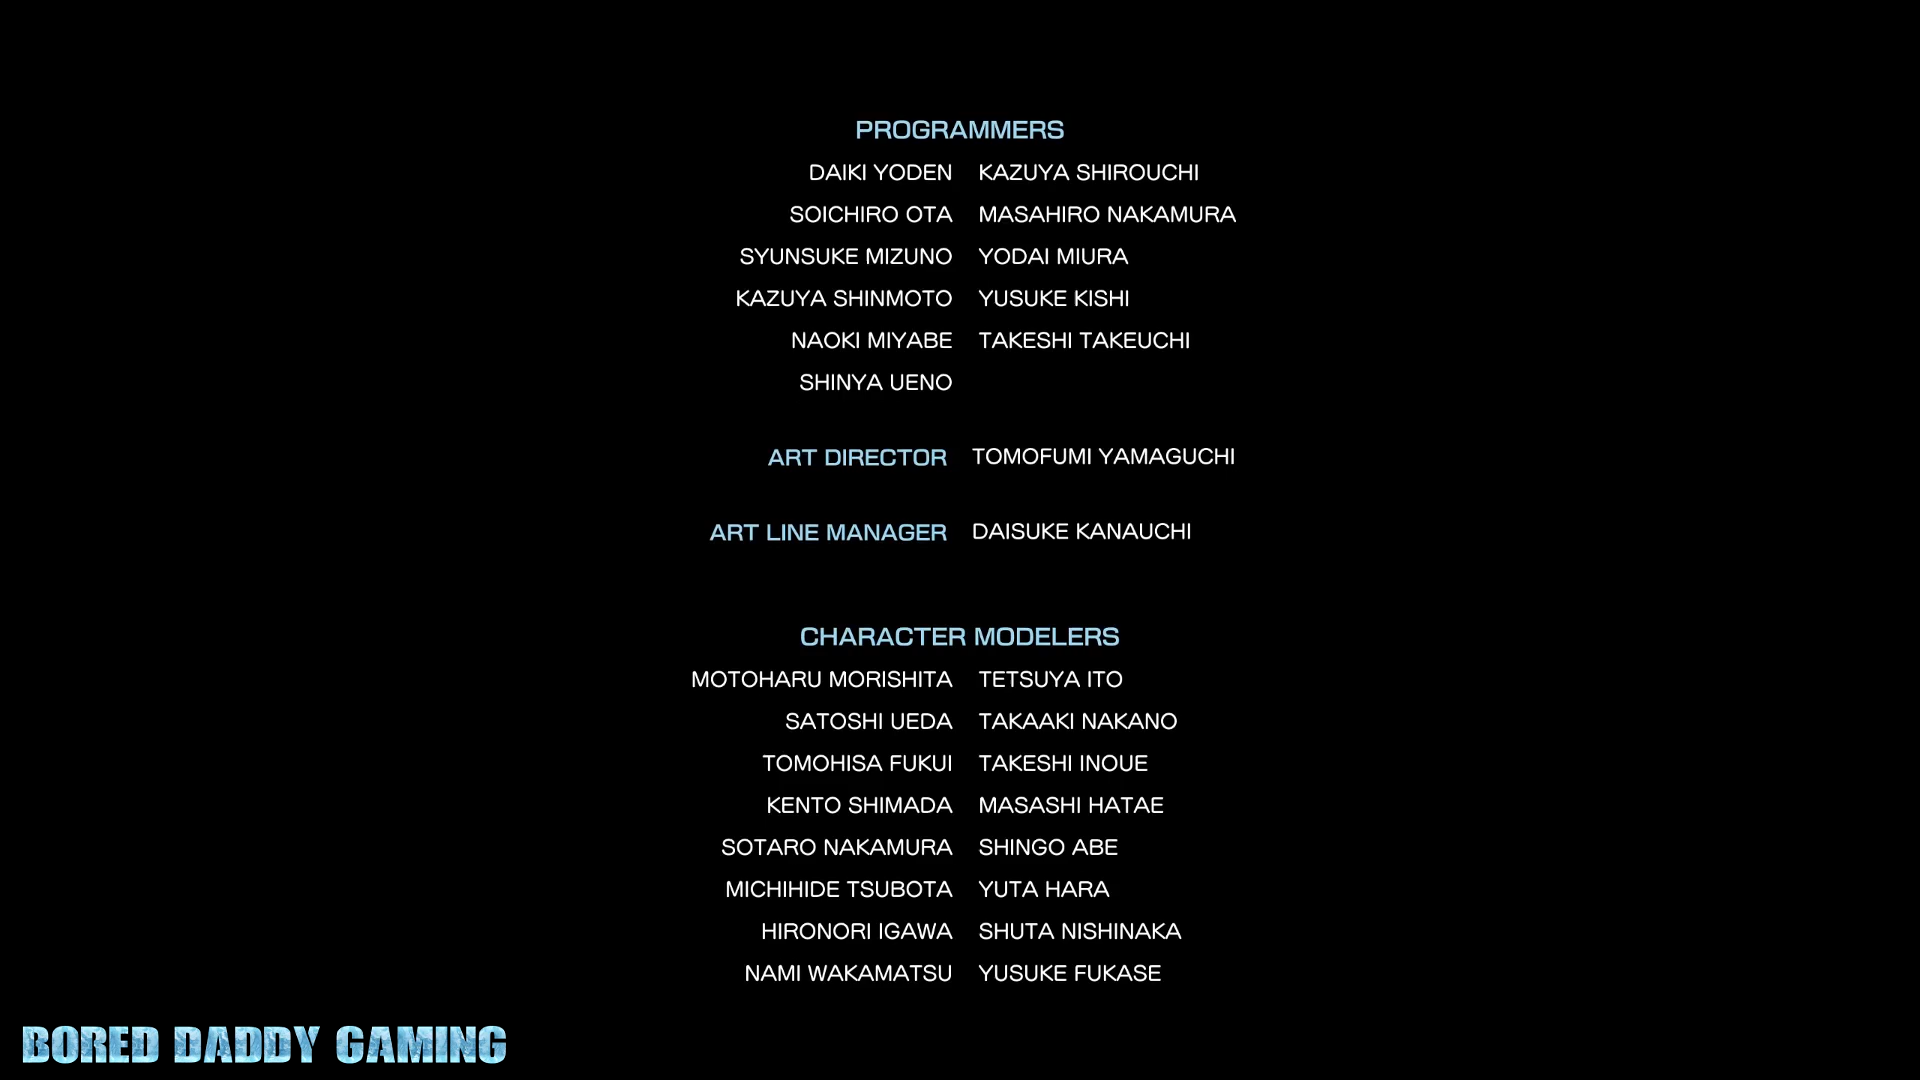 PROGRAMMERS
DAIKI YODEN KAZUYA SHIROUCHI
SOICHIRO OTA MASAHIRO NAKAMURA
SYUNSUKE MIZUNO YODAI MIURA
KAZUYA SHINMOTO YUSUKE KISHI
NAOKI MIYABE TAKESHI TAKEUCHI
SHINYA UENO
ART DIRECTOR TOMOFUMI YAMAGUCHI
ART LINE MANAGER DAISUKE KANAUCHI
CHARACTER MODELERS
MOTOHARU MORISHITA TETSUYA ITO
SATOSHI UEDA TAKAAKI NAKANO
TOMOHISA FUKUI TAKESHI INOUE
KENTO SHIMADA MASASHI HATAE
SOTARO NAKAMURA SHINGO ABE
MICHIHIDE TSUBOTA YUTA HARA
HIRONORI IGAWA SHUTA NISHINAKA
NAMI WAKAMATSU YUSUKE FUKASE
BORED DADDY GAMING